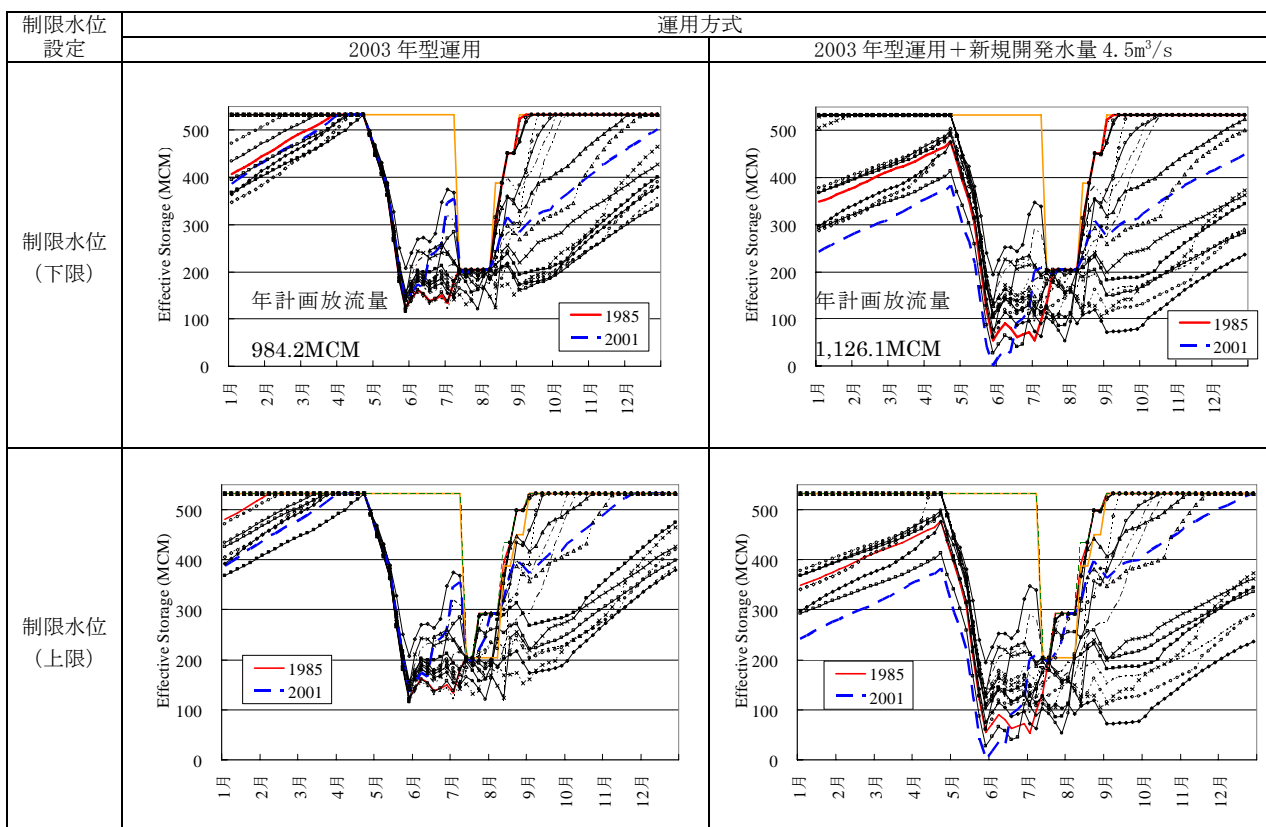 制限水位
設定
運用方式
2003 年型運用
2003 年型運用＋新規開発水量 4.5m³/s
制限水位
（下限）
Effective Storage (MCM)
500
400
300
200
100
0
年計画放流量
984.2MCM
1985
2001
1月
2月
3月
4月
5月
6月
7月
8月
9月
10月
11月
12月
Effective Storage (MCM)
500
400
300
200
100
0
年計画放流量
1,126.1MCM
1985
2001
1月
2月
3月
4月
5月
6月
7月
8月
9月
10月
11月
12月
制限水位
（上限）
Effective Storage (MCM)
500
400
300
200
100
0
1985
2001
1月
2月
3月
4月
5月
6月
7月
8月
9月
10月
11月
12月
Effective Storage (MCM)
500
400
300
200
100
0
1985
2001
1月
2月
3月
4月
5月
6月
7月
8月
9月
10月
11月
12月